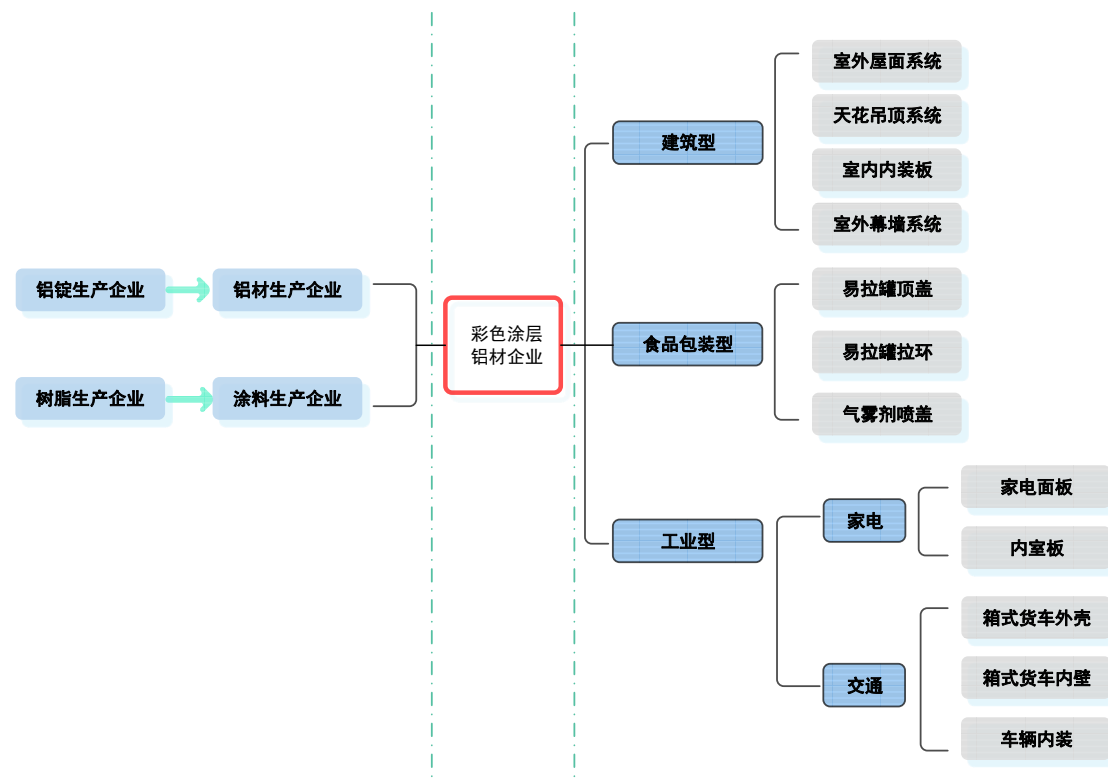 铝锭生产企业
铝材生产企业
树脂生产企业
涂料生产企业
彩色涂层
铝材企业
建筑型
室外屋面系统
天花吊顶系统
室内内装板
室外幕墙系统
食品包装型
易拉罐顶盖
易拉罐拉环
气雾剂喷盖
工业型
家电
家电面板
内室板
交通
箱式货车外壳
箱式货车内壁
车辆内装